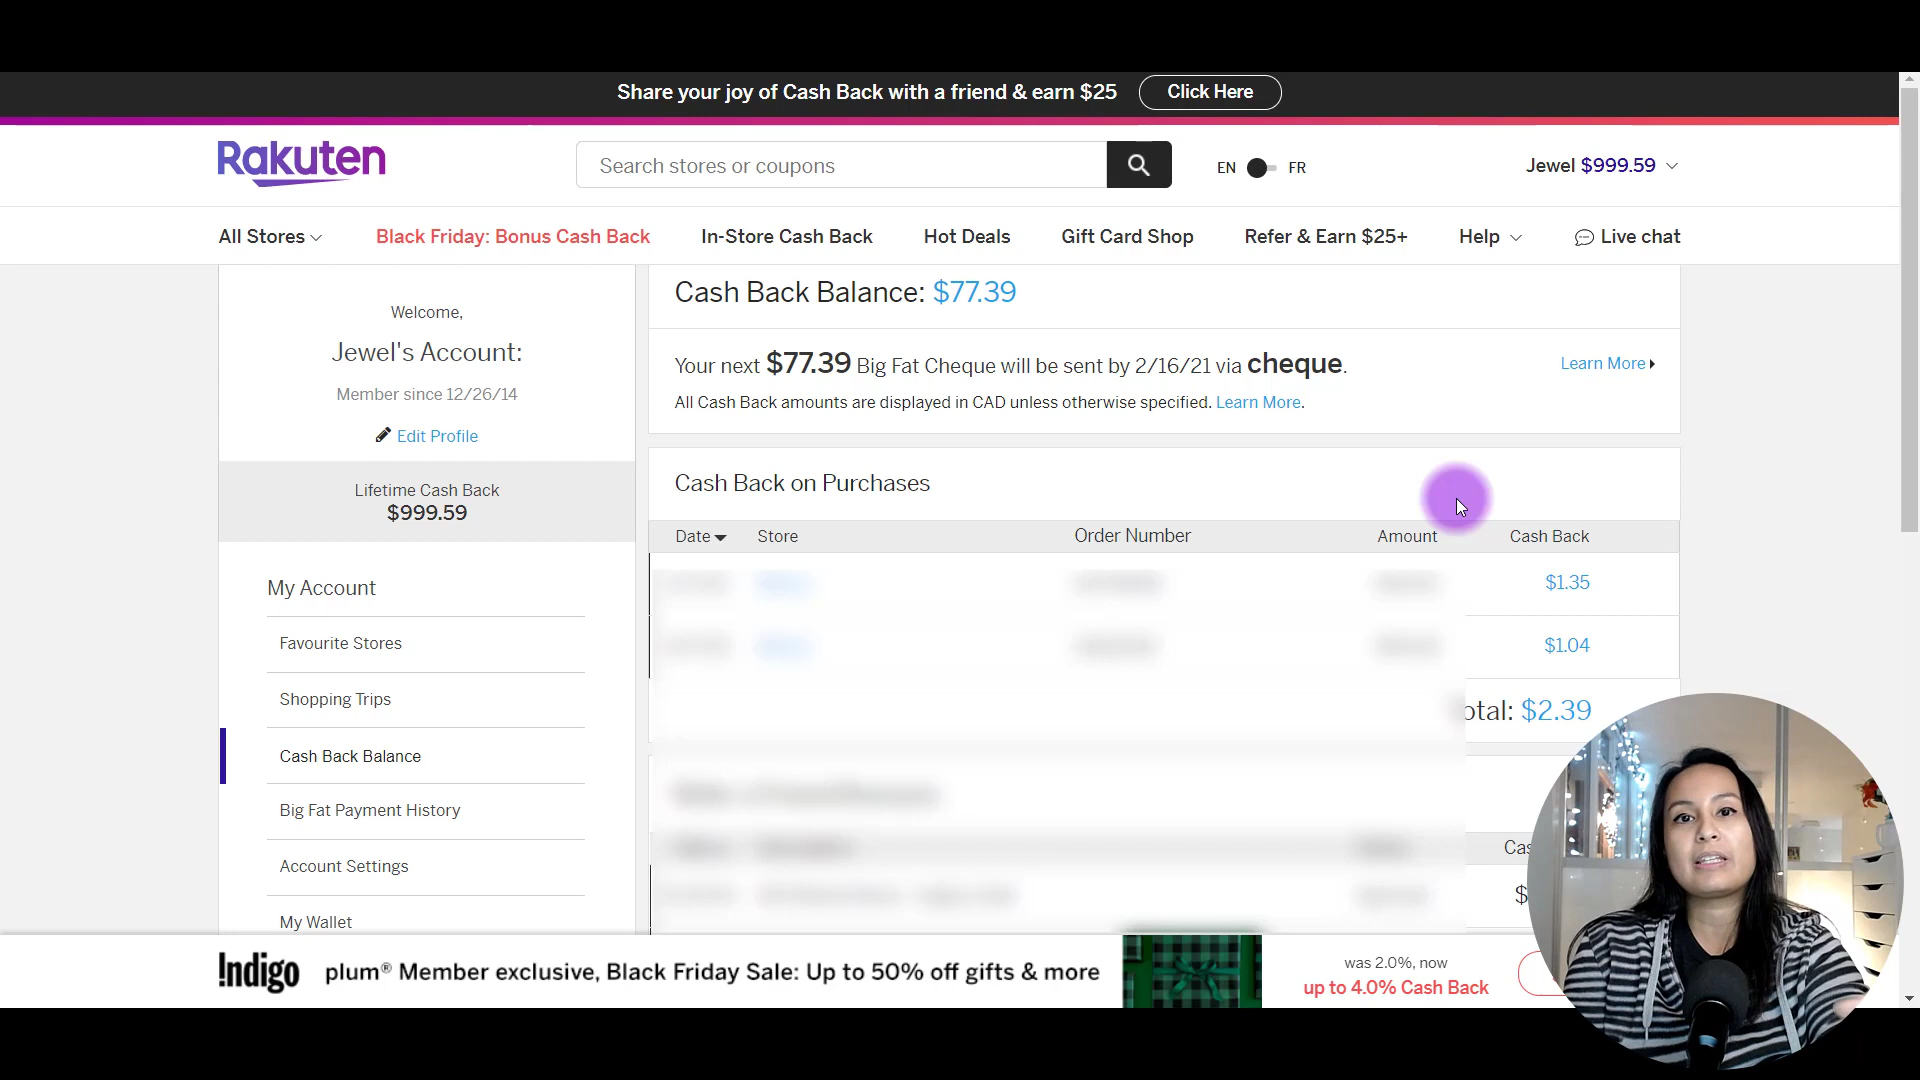 Share your joy of Cash Back with a friend & earn $25 Click Here
Rakuten Search stores or coupons EN FR Jewel $999.59
All Stores Black Friday: Bonus Cash Back In-Store Cash Back Hot Deals Gift Card Shop Refer & Earn $25+ Help Live chat
Welcome,
Jewel's Account:
Member since 12/26/14
Edit Profile
Lifetime Cash Back
$999.59
My Account
Favourite Stores
Shopping Trips
Cash Back Balance
Big Fat Payment History
Account Settings
My Wallet
Cash Back Balance: $77.39
Your next $77.39 Big Fat Cheque will be sent by 2/16/21 via cheque. Learn More
All Cash Back amounts are displayed in CAD unless otherwise specified. Learn More.
Cash Back on Purchases
Date Store Order Number Amount Cash Back
$1.35
$1.04
otal: $2.39
Cas
$
!ndigo plum® Member exclusive, Black Friday Sale: Up to 50% off gifts & more
was 2.0%, now
up to 4.0% Cash Back